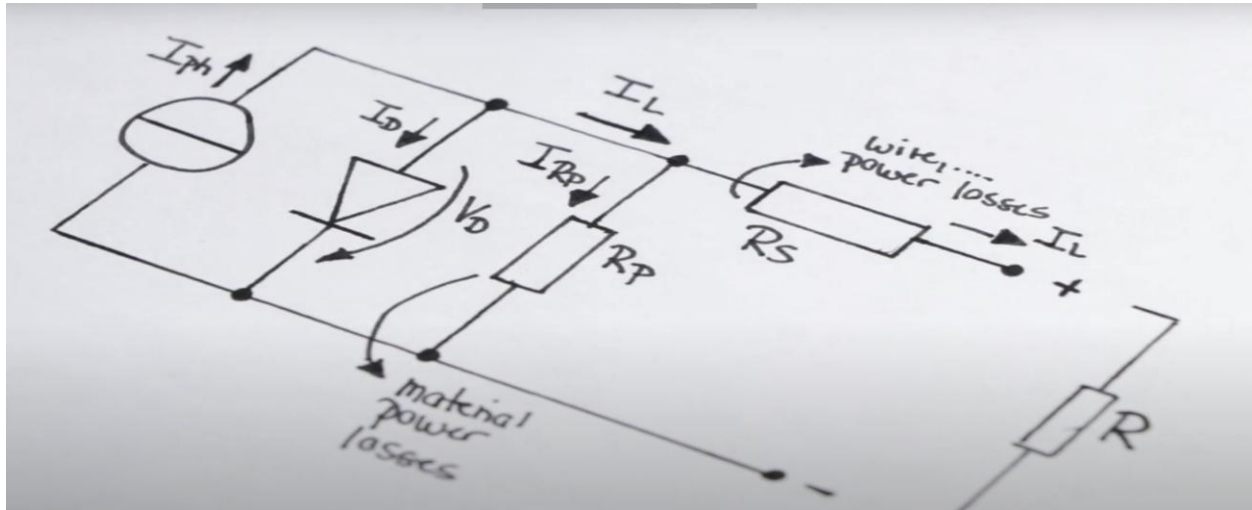 Iph
ID
VD
IL
IRP
RP
material
power
losses
wire,....
power losses
RS
IL
+
-
R